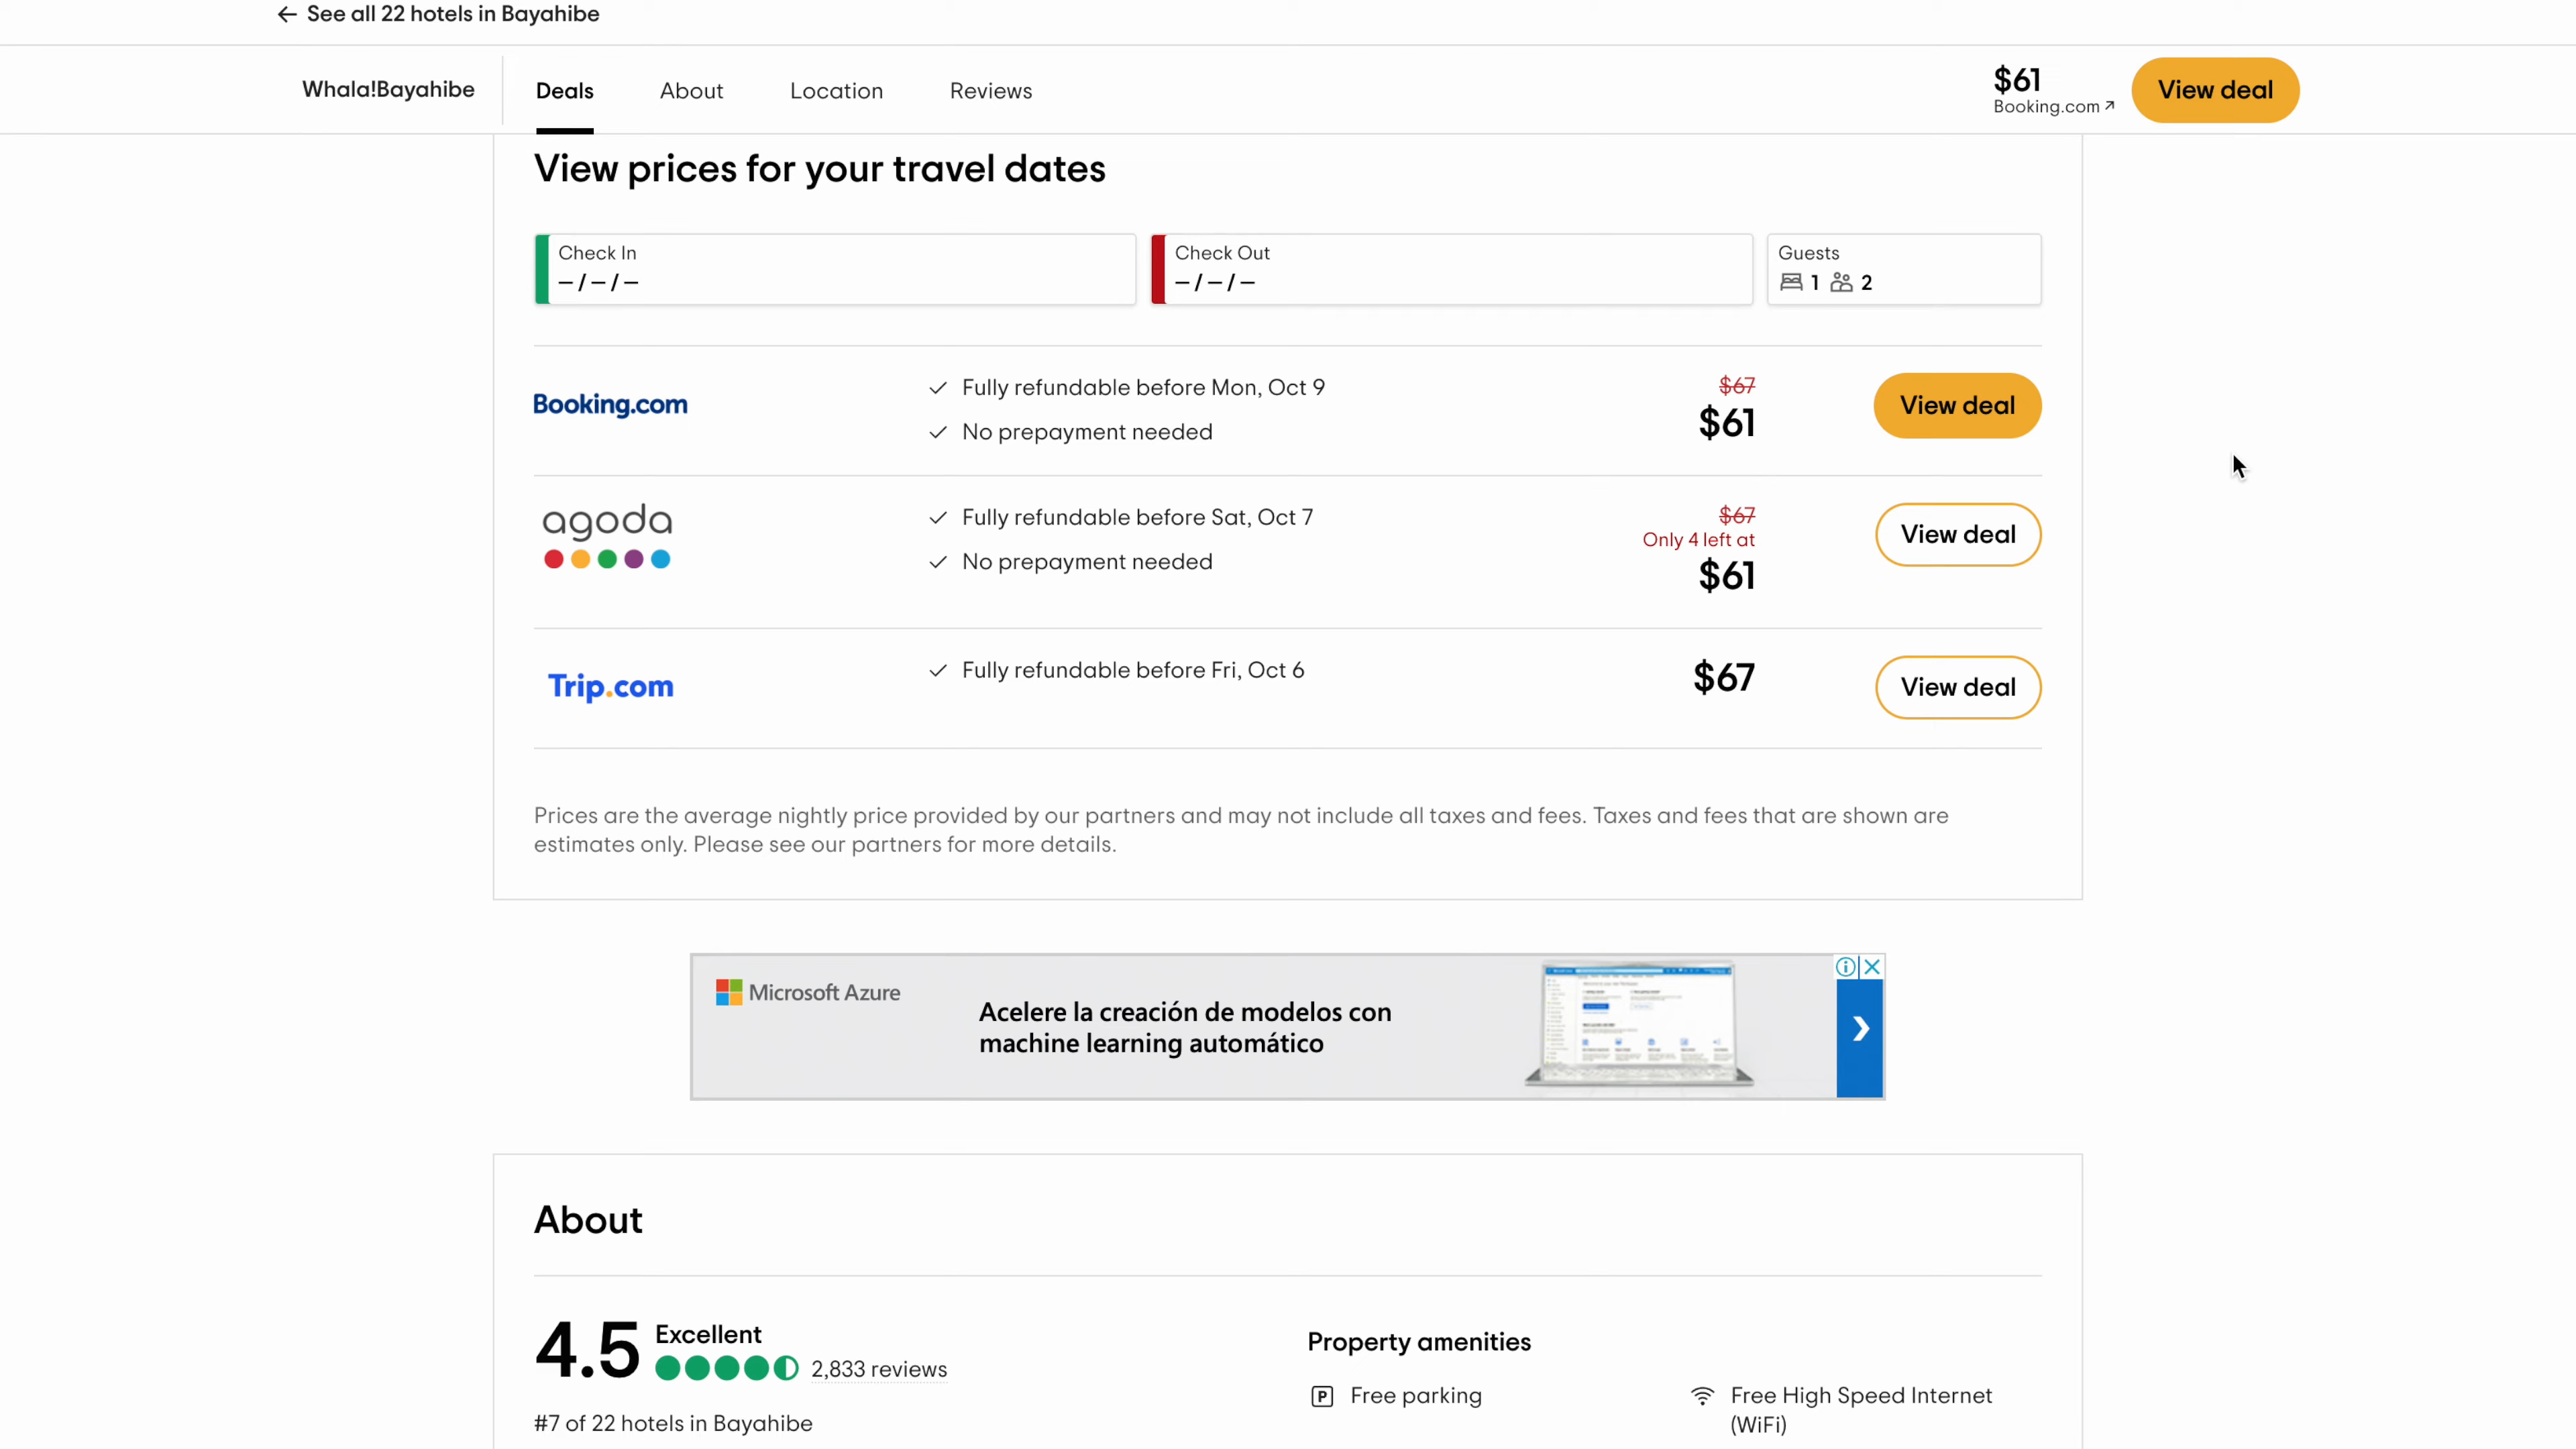 ← See all 22 hotels in Bayahibe
Whala!Bayahibe
Deals
About
Location
Reviews
$61
Booking.com ↗
View deal
View prices for your travel dates
Check In
– / – / –
Check Out
– / – / –
Guests
1 2
Booking.com
✓ Fully refundable before Mon, Oct 9
✓ No prepayment needed
$67
$61
View deal
agoda
✓ Fully refundable before Sat, Oct 7
✓ No prepayment needed
$67
Only 4 left at
$61
View deal
Trip.com
✓ Fully refundable before Fri, Oct 6
$67
View deal
Prices are the average nightly price provided by our partners and may not include all taxes and fees. Taxes and fees that are shown are
estimates only. Please see our partners for more details.
Microsoft Azure
Acelere la creación de modelos con
machine learning automático
About
4.5
Excellent
2,833 reviews
#7 of 22 hotels in Bayahibe
Property amenities
P Free parking
Free High Speed Internet
(WiFi)